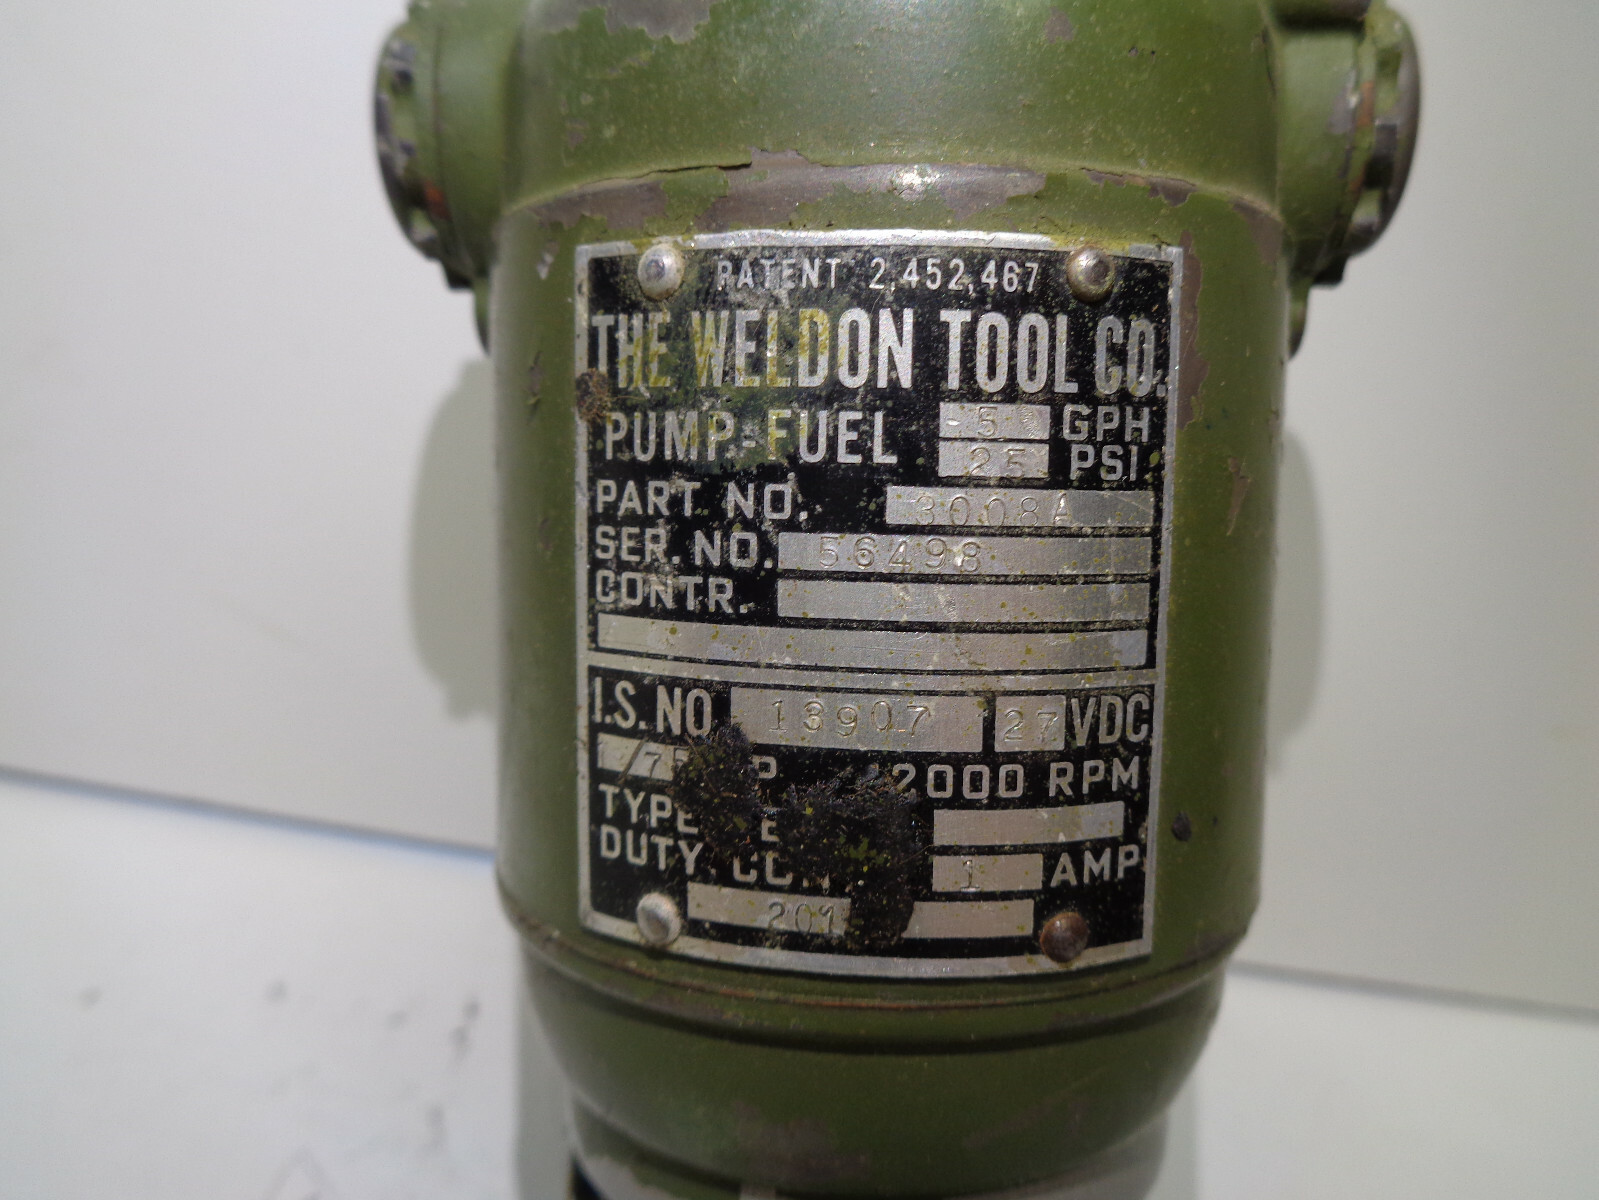 PATENT 2,452,467
THE WELDON TOOL CO.
PUMP-FUEL 5 GPH
25 PSI
PART NO. 3008A
SER. NO. 56498
CONTR.
I.S. NO 13907 27 VDC
2000 RPM
TYPE
DUTY. 1 AMP.
201